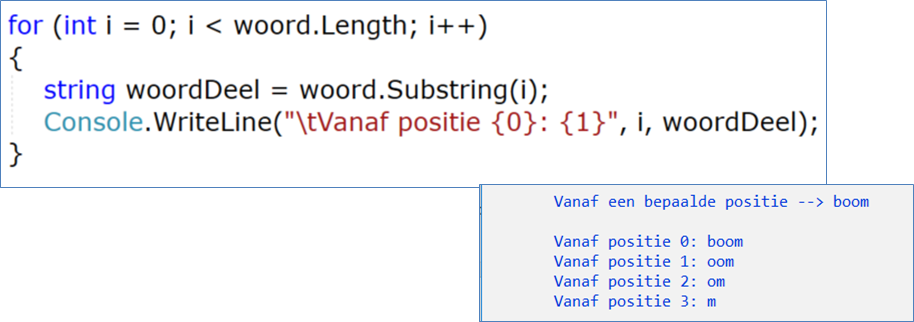 for (int i = 0; i < woord.Length; i++)
{
string woordDeel = woord.Substring(i);
Console.WriteLine("\tVanaf positie {0}: {1}", i, woordDeel);
}
Vanaf een bepaalde positie --> boom
Vanaf positie 0: boom
Vanaf positie 1: oom
Vanaf positie 2: om
Vanaf positie 3: m